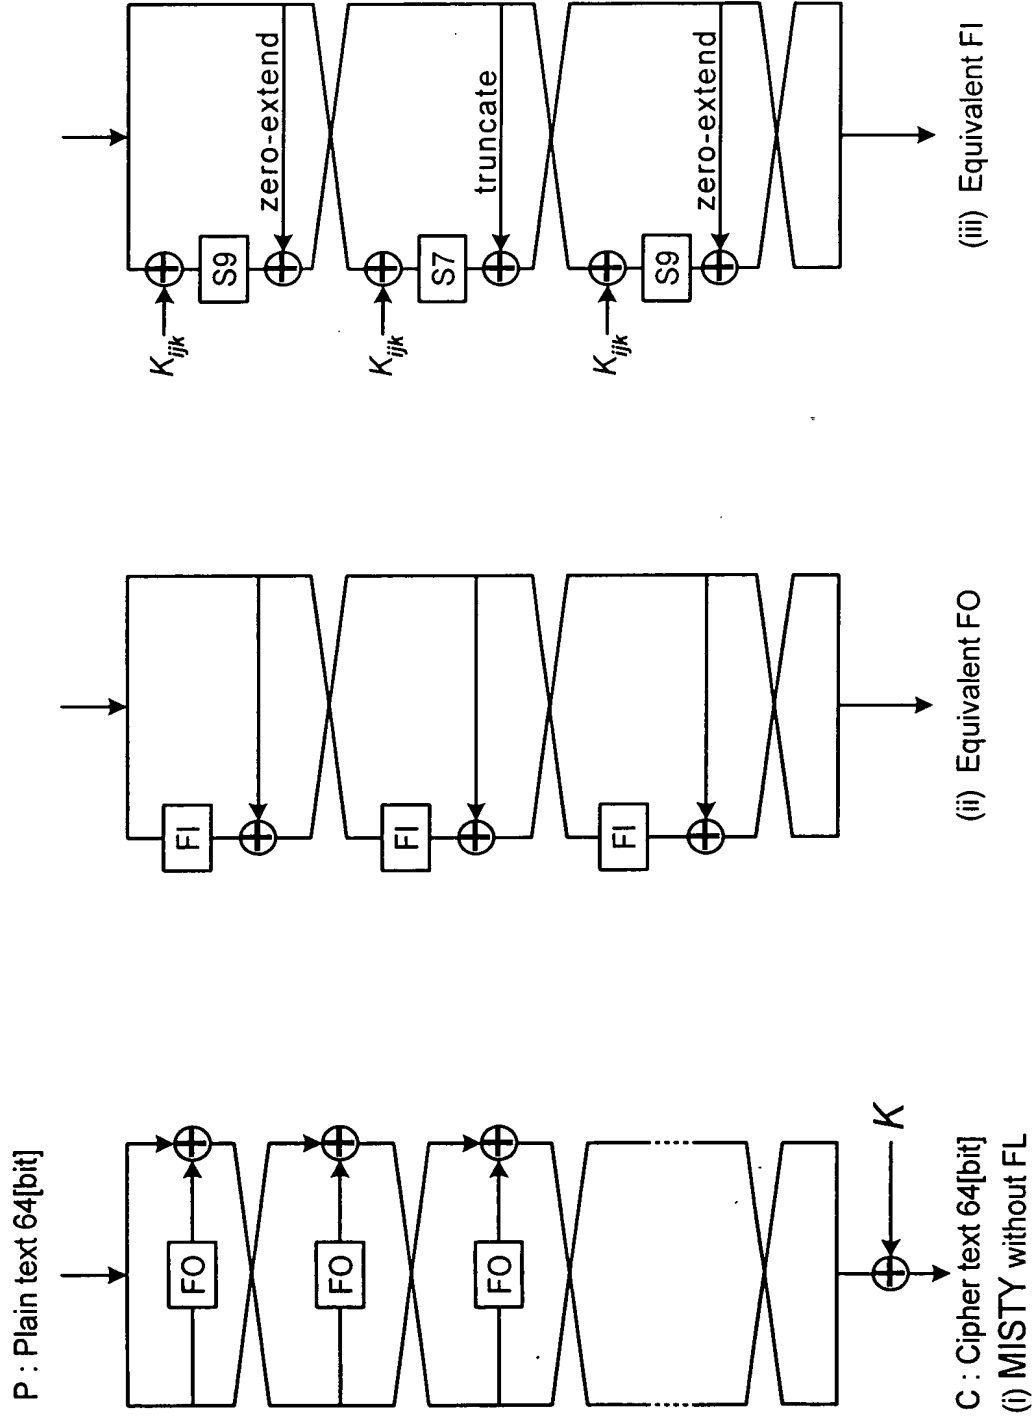 P : Plain text 64[bit]
FO
FO
FO
K
C : Cipher text 64[bit]
(i) MISTY without FL
FI
FI
FI
(ii) Equivalent FO
K_ijk
S9
zero-extend
K_ijk
S7
truncate
K_ijk
S9
zero-extend
(iii) Equivalent FI